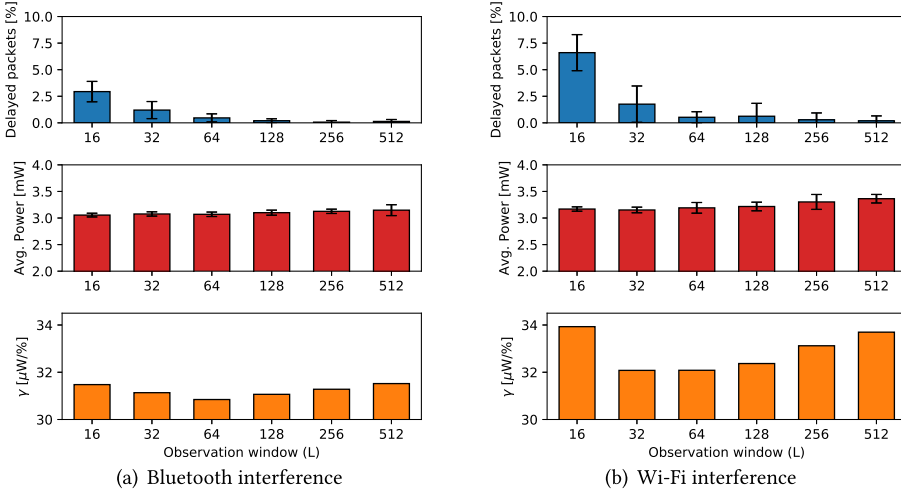 Delayed packets [%]
10.0
7.5
5.0
2.5
0.0
16 32 64 128 256 512
Avg. Power [mW]
4.0
3.5
3.0
2.5
2.0
16 32 64 128 256 512
γ [μW/%]
34
32
30
16 32 64 128 256 512
Observation window (L)
(a) Bluetooth interference
Delayed packets [%]
10.0
7.5
5.0
2.5
0.0
16 32 64 128 256 512
Avg. Power [mW]
4.0
3.5
3.0
2.5
2.0
16 32 64 128 256 512
γ [μW/%]
34
32
30
16 32 64 128 256 512
Observation window (L)
(b) Wi-Fi interference